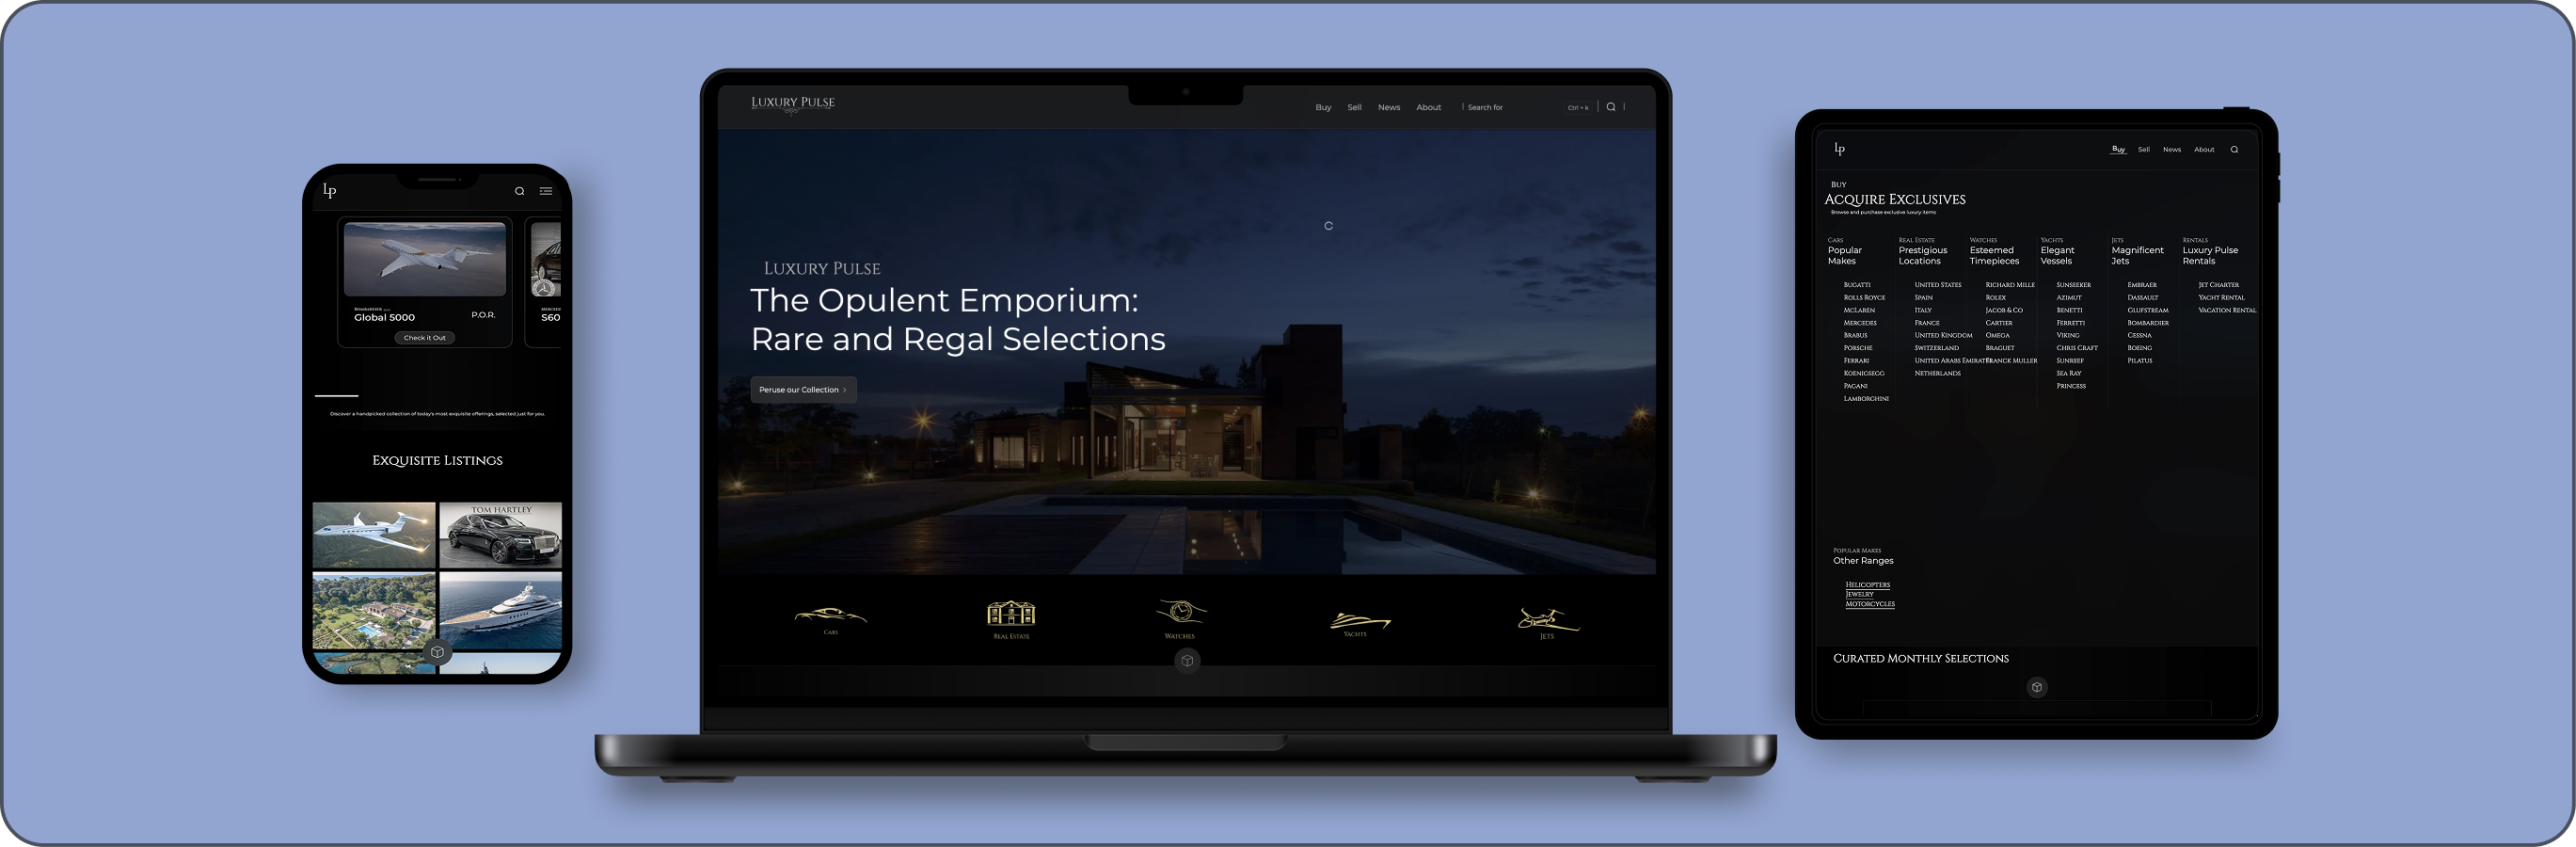 LP
Global 5000
P.O.R.
S60
Check it Out
Discover a handpicked collection of today's most exquisite offerings, selected just for you.
EXQUISITE LISTINGS
TOM HARTLEY
LUXURY PULSE
Buy
Sell
News
About
Search for
Ctrl + k
LUXURY PULSE
The Opulent Emporium:
Rare and Regal Selections
Peruse our Collection
CARS
REAL ESTATE
WATCHES
YACHTS
JETS
LP
Buy
Sell
News
About
BUY
ACQUIRE EXCLUSIVES
Browse and purchase exclusive luxury items
CARS
Popular
Makes
BUGATTI
ROLLS ROYCE
MCLAREN
MERCEDES
BRABUS
PORSCHE
FERRARI
KOENIGSEGG
PAGANI
LAMBORGHINI
REAL ESTATE
Prestigious
Locations
UNITED STATES
SPAIN
ITALY
FRANCE
UNITED KINGDOM
SWITZERLAND
UNITED ARABS EMIRATES
NETHERLANDS
WATCHES
Esteemed
Timepieces
RICHARD MILLE
ROLEX
JACOB & CO
CARTIER
OMEGA
BRAGUET
FRANCK MULLER
YACHTS
Elegant
Vessels
SUNSEEKER
AZIMUT
BENETTI
FERRETTI
VIKING
CHRIS CRAFT
SUNREEF
SEA RAY
PRINCESS
JETS
Magnificent
Jets
EMBRAER
DASSAULT
GLUFSTREAM
BOMBARDIER
CESSNA
BOEING
PILATUS
RENTALS
Luxury Pulse
Rentals
JET CHARTER
YACHT RENTAL
VACATION RENTAL
POPULAR MAKES
Other Ranges
HELICOPTERS
JEWELRY
MOTORCYCLES
CURATED MONTHLY SELECTIONS